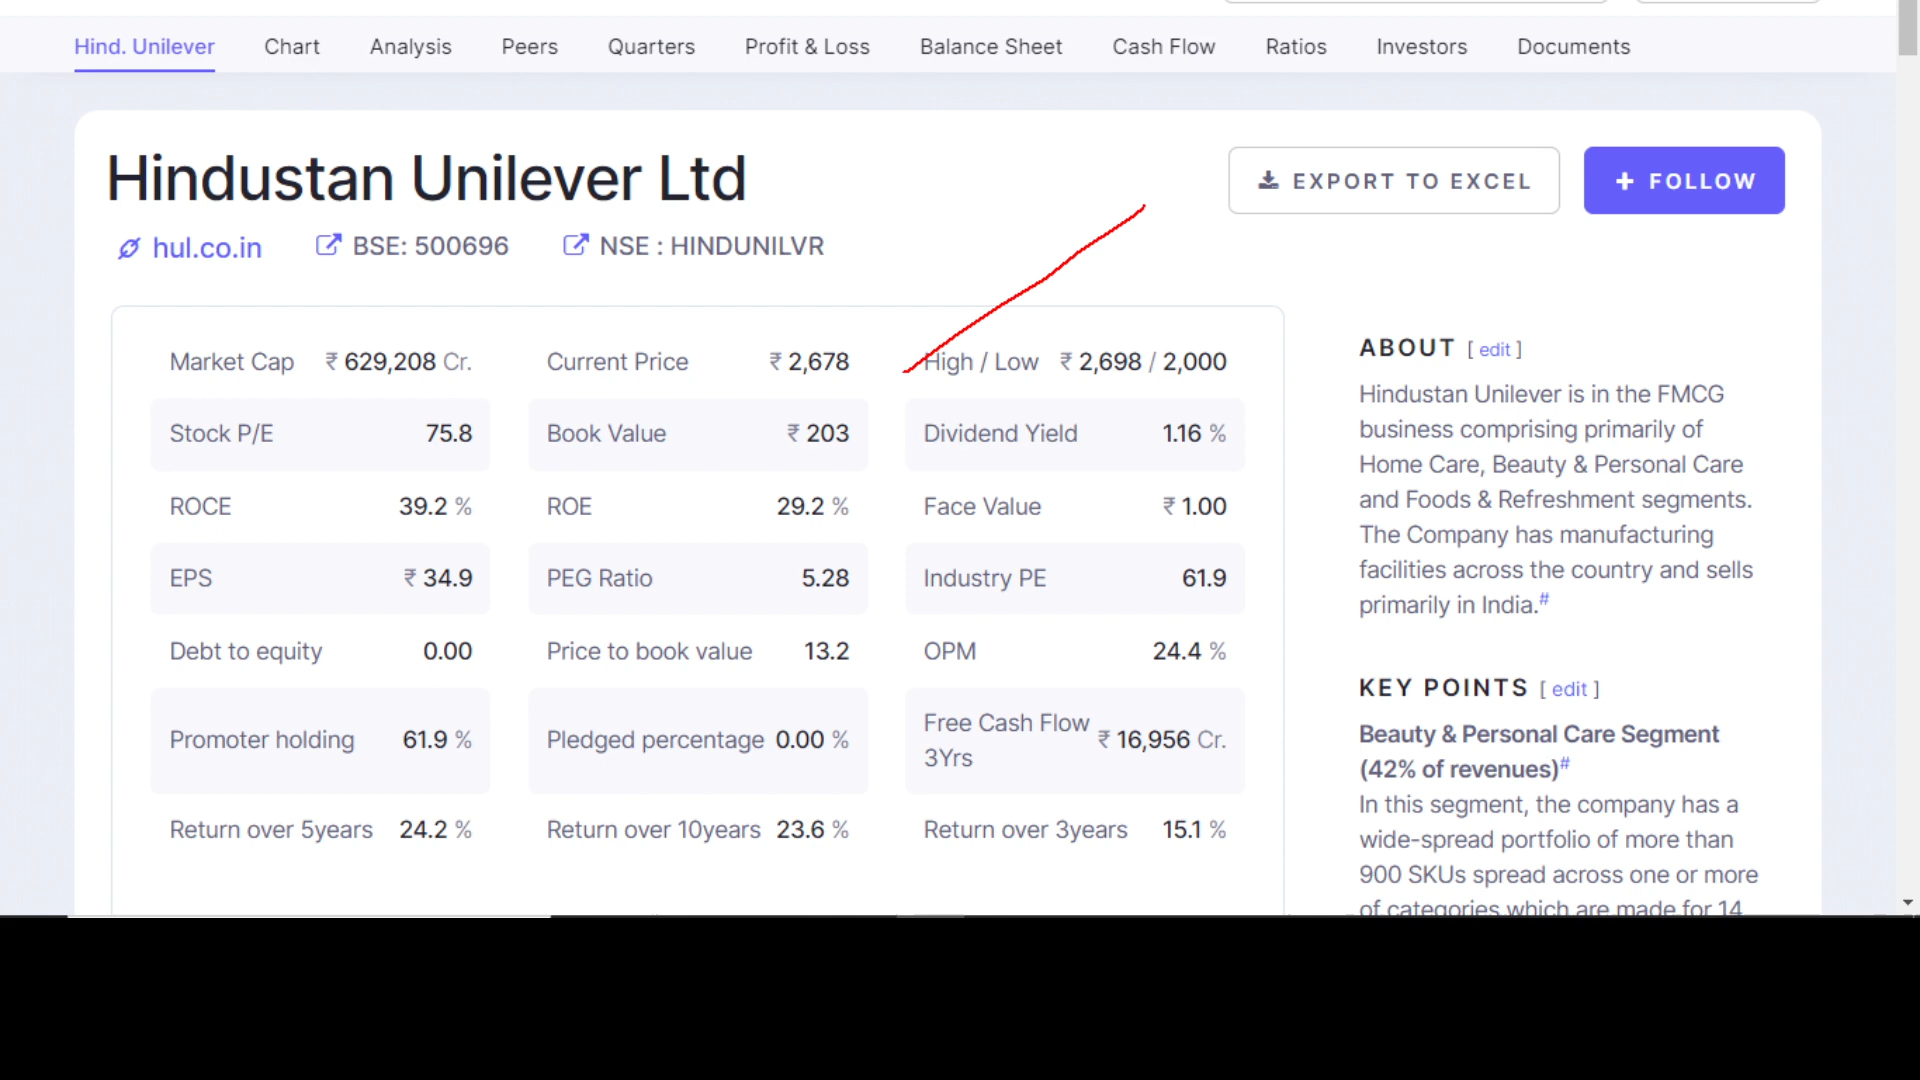 Hind. Unilever Chart Analysis Peers Quarters Profit & Loss Balance Sheet Cash Flow Ratios Investors Documents
Hindustan Unilever Ltd
EXPORT TO EXCEL
+ FOLLOW
hul.co.in BSE: 500696 NSE : HINDUNILVR
Market Cap ₹ 629,208 Cr. Current Price ₹ 2,678 High / Low ₹ 2,698 / 2,000
Stock P/E 75.8 Book Value ₹ 203 Dividend Yield 1.16 %
ROCE 39.2 % ROE 29.2 % Face Value ₹ 1.00
EPS ₹ 34.9 PEG Ratio 5.28 Industry PE 61.9
Debt to equity 0.00 Price to book value 13.2 OPM 24.4 %
Promoter holding 61.9 % Pledged percentage 0.00 % Free Cash Flow ₹ 16,956 Cr.
3Yrs
Return over 5years 24.2 % Return over 10years 23.6 % Return over 3years 15.1 %
ABOUT [ edit ]
Hindustan Unilever is in the FMCG
business comprising primarily of
Home Care, Beauty & Personal Care
and Foods & Refreshment segments.
The Company has manufacturing
facilities across the country and sells
primarily in India.#
KEY POINTS [ edit ]
Beauty & Personal Care Segment
(42% of revenues)#
In this segment, the company has a
wide-spread portfolio of more than
900 SKUs spread across one or more
of categories which are made for 14